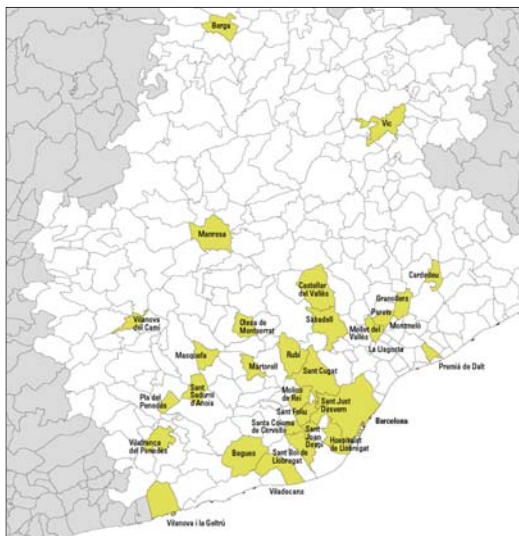 Berga
Vic
Manresa
Cardedeu
Castellar
del Vallès
Granollers
Parets
Vilanova
del Camí
Olesa de
Montserrat
Sabadell
Mollet del
Vallès
Montmeló
La Llagosta
Masquefa
Martorell
Rubí
Sant Cugat
Premià de Dalt
Pla del
Penedès
Sant
Sadurní
d'Anoia
Molins
de Rei
Sant Just
Desvern
Sant Feliu
Barcelona
Santa Coloma
de Cervelló
Sant
Joan
Despí
Hospitalet de
Llobregat
Vilafranca
del Penedès
Begues
Sant Boi de
Llobregat
Viladecans
Vilanova i la Geltrú